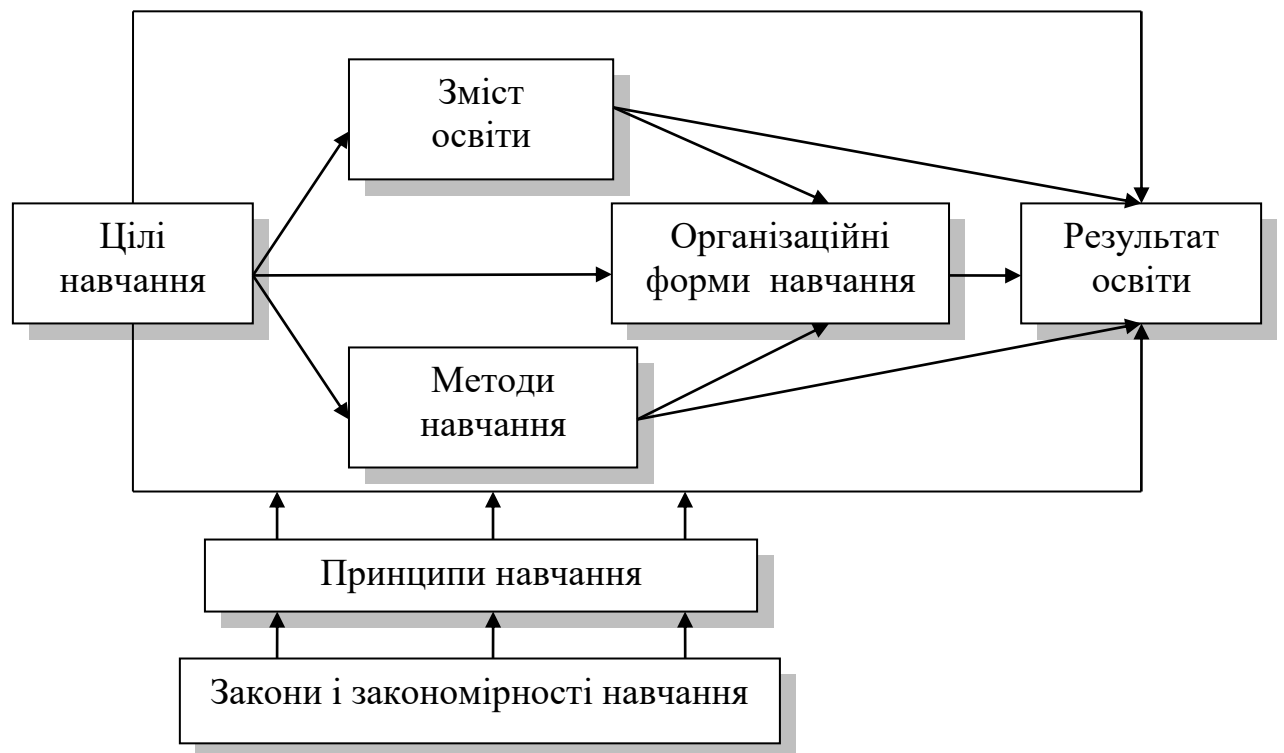 Зміст
освіти
Цілі
навчання
Організаційні
форми навчання
Результат
освіти
Методи
навчання
Принципи навчання
Закони і закономірності навчання